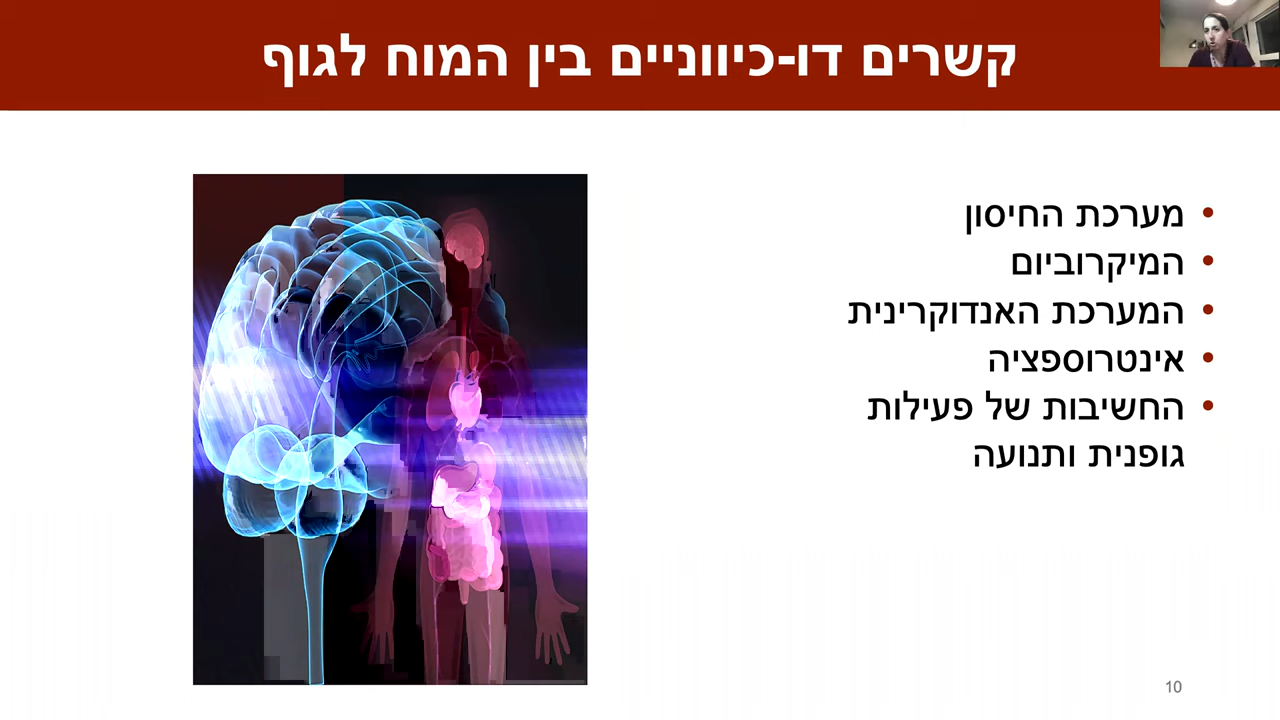 קשרים דו-כיווניים בין המוח לגוף
• מערכת החיסון
• המיקרוביום
• המערכת האנדוקרינית
• אינטרוספציה
• החשיבות של פעילות
גופנית ותנועה
10